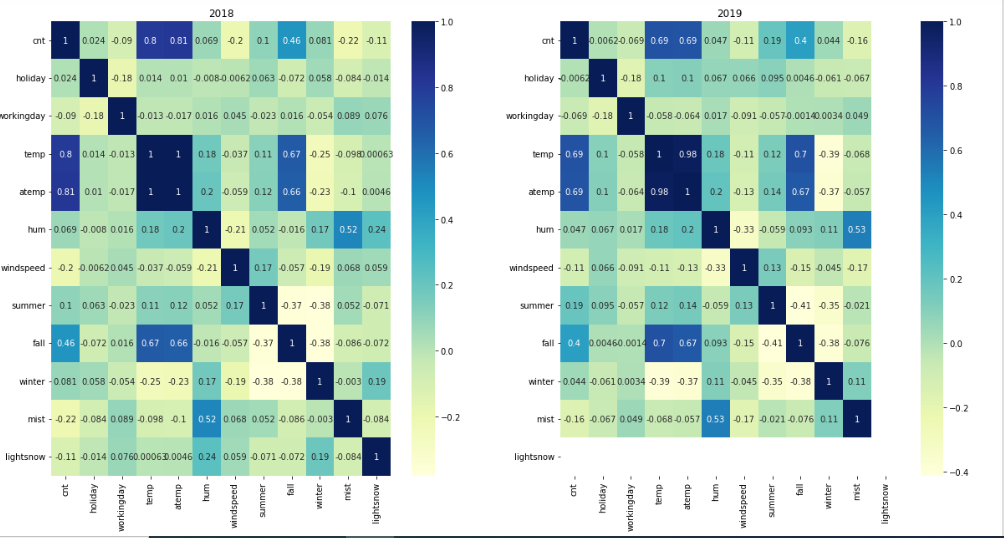 2018
cnt 1 0.024 -0.09 0.8 0.81 0.069 -0.2 0.1 0.46 0.081 -0.22 -0.11
holiday 0.024 1 -0.18 0.014 0.01 -0.008 -0.0062 0.063 -0.072 0.058 -0.084 -0.014
workingday -0.09 -0.18 1 -0.013 -0.017 0.016 0.045 -0.023 0.016 -0.054 0.089 0.076
temp 0.8 0.014 -0.013 1 1 0.18 -0.037 0.11 0.67 -0.25 -0.098 0.00063
atemp 0.81 0.01 -0.017 1 1 0.2 -0.059 0.12 0.66 -0.23 -0.1 0.0046
hum 0.069 -0.008 0.016 0.18 0.2 1 -0.21 0.052 -0.016 0.17 0.52 0.24
windspeed -0.2 -0.0062 0.045 -0.037 -0.059 -0.21 1 0.17 -0.057 -0.19 0.068 0.059
summer 0.1 0.063 -0.023 0.11 0.12 0.052 0.17 1 -0.37 -0.38 0.052 -0.071
fall 0.46 -0.072 0.016 0.67 0.66 -0.016 -0.057 -0.37 1 -0.38 -0.086 -0.072
winter 0.081 0.058 -0.054 -0.25 -0.23 0.17 -0.19 -0.38 -0.38 1 -0.003 0.19
mist -0.22 -0.084 0.089 -0.098 -0.1 0.52 0.068 0.052 -0.086 -0.003 1 -0.084
lightsnow -0.11 -0.014 0.076 0.00063 0.0046 0.24 0.059 -0.071 -0.072 0.19 -0.084 1
cnt holiday workingday temp atemp hum windspeed summer fall winter mist lightsnow
1.0
0.8
0.6
0.4
0.2
0.0
−0.2
2019
cnt 1 -0.0062 -0.069 0.69 0.69 0.047 -0.11 0.19 0.4 0.044 -0.16
holiday -0.0062 1 -0.18 0.1 0.1 0.067 0.066 0.095 0.0046 -0.061 -0.067
workingday -0.069 -0.18 1 -0.058 -0.064 0.017 -0.091 -0.057 -0.0014 0.0034 0.049
temp 0.69 0.1 -0.058 1 0.98 0.18 -0.11 0.12 0.7 -0.39 -0.068
atemp 0.69 0.1 -0.064 0.98 1 0.2 -0.13 0.14 0.67 -0.37 -0.057
hum 0.047 0.067 0.017 0.18 0.2 1 -0.33 -0.059 0.093 0.11 0.53
windspeed -0.11 0.066 -0.091 -0.11 -0.13 -0.33 1 0.13 -0.15 -0.045 -0.17
summer 0.19 0.095 -0.057 0.12 0.14 -0.059 0.13 1 -0.41 -0.35 -0.021
fall 0.4 0.0046 -0.0014 0.7 0.67 0.093 -0.15 -0.41 1 -0.38 -0.076
winter 0.044 -0.061 0.0034 -0.39 -0.37 0.11 -0.045 -0.35 -0.38 1 0.11
mist -0.16 -0.067 0.049 -0.068 -0.057 0.53 -0.17 -0.021 -0.076 0.11 1
lightsnow
cnt holiday workingday temp atemp hum windspeed summer fall winter mist lightsnow
1.0
0.8
0.6
0.4
0.2
0.0
−0.2
−0.4